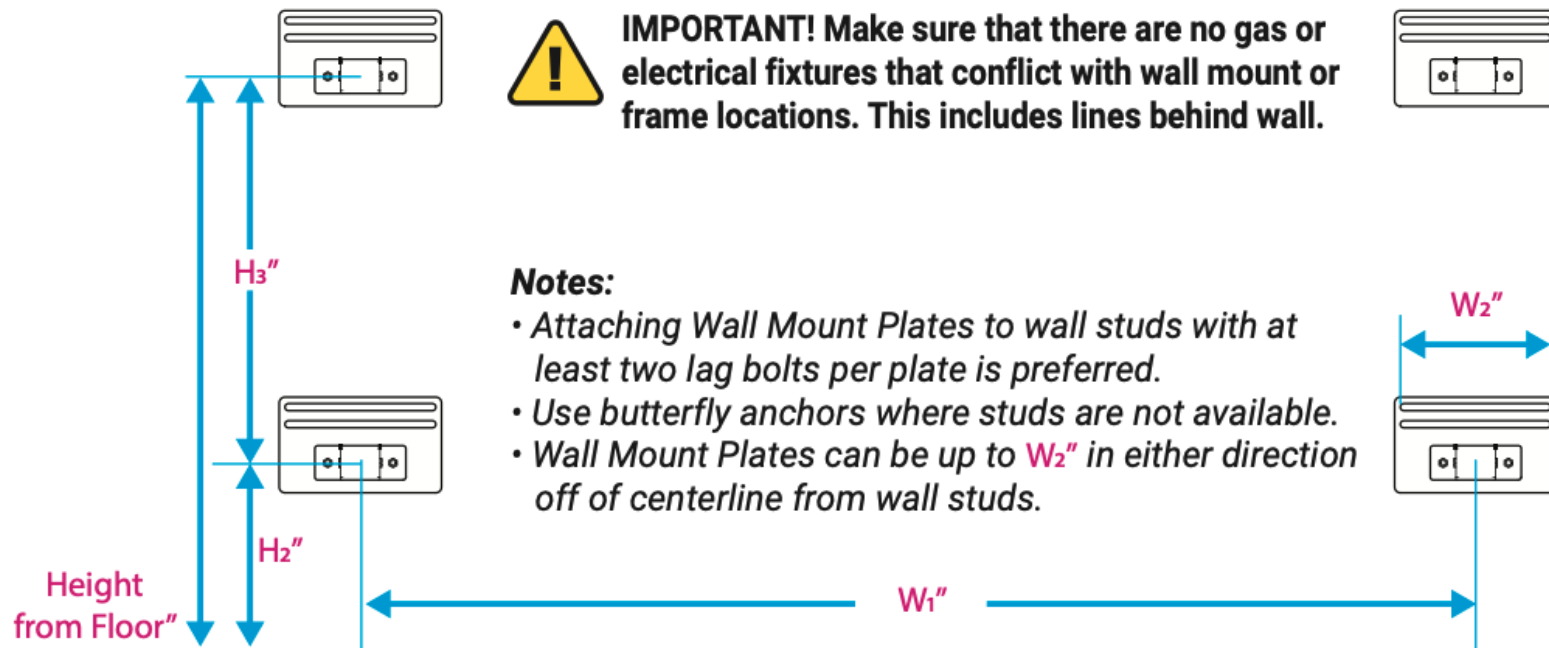 IMPORTANT! Make sure that there are no gas or
electrical fixtures that conflict with wall mount or
frame locations. This includes lines behind wall.
H₃”
Notes:
• Attaching Wall Mount Plates to wall studs with at
least two lag bolts per plate is preferred.
• Use butterfly anchors where studs are not available.
• Wall Mount Plates can be up to W₂” in either direction
off of centerline from wall studs.
W₂”
H₂”
Height
from Floor”
W₁”